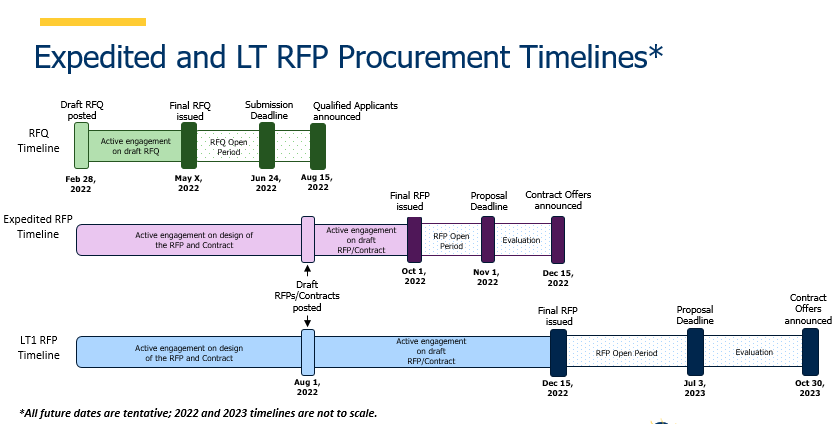 Expedited and LT RFP Procurement Timelines*
Draft RFQ
posted
Final RFQ
issued
Submission
Deadline
Qualified Applicants
announced
RFQ
Timeline
Active engagement
on draft RFQ
RFQ Open
Period
Feb 28,
2022
May X,
2022
Jun 24,
2022
Aug 15,
2022
Final RFP
issued
Proposal
Deadline
Contract Offers
announced
Expedited RFP
Timeline
Active engagement on design of
the RFP and Contract
Active engagement
on draft
RFP/Contract
RFP Open
Period
Evaluation
Oct 1,
2022
Nov 1,
2022
Dec 15,
2022
Draft
RFPs/Contracts
posted
Final RFP
issued
Proposal
Deadline
Contract
Offers
announced
LT1 RFP
Timeline
Active engagement on design
of the RFP and Contract
Active engagement
on draft
RFP/Contract
RFP Open Period
Evaluation
Aug 1,
2022
Dec 15,
2022
Jul 3,
2023
Oct 30,
2023
*All future dates are tentative; 2022 and 2023 timelines are not to scale.